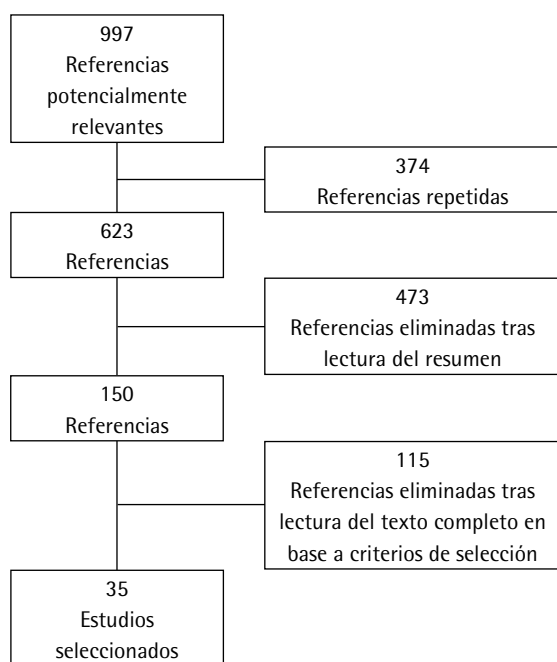 997
Referencias
potencialmente
relevantes
374
Referencias repetidas
623
Referencias
473
Referencias eliminadas tras
lectura del resumen
150
Referencias
115
Referencias eliminadas tras
lectura del texto completo en
base a criterios de selección
35
Estudios
seleccionados